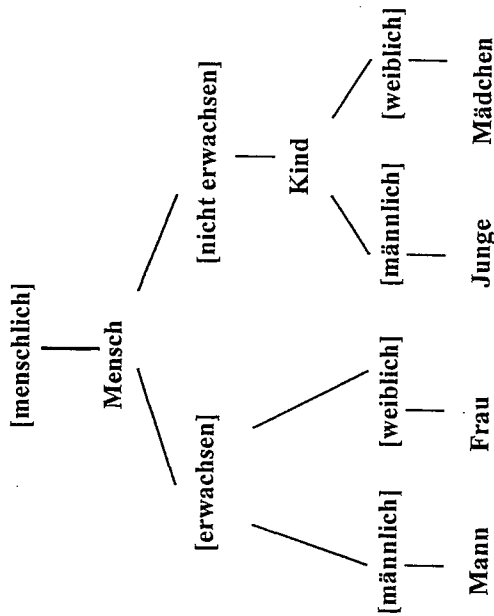 [menschlich]
Mensch
[erwachsen] [nicht erwachsen]
Kind
[männlich] [weiblich] [männlich] [weiblich]
Mann Frau Junge Mädchen